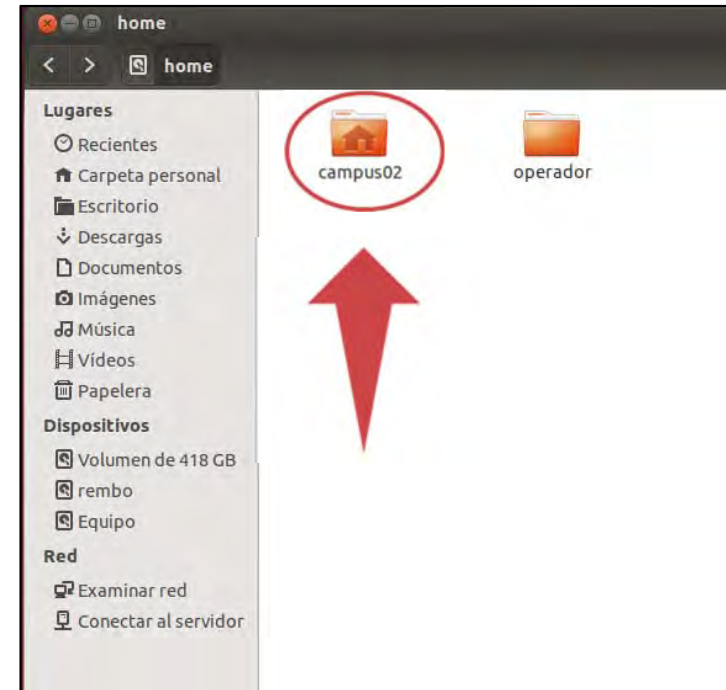 home
home
Lugares
Recientes
Carpeta personal
Escritorio
Descargas
Documentos
Imágenes
Música
Vídeos
Papelera
Dispositivos
Volumen de 418 GB
rembo
Equipo
Red
Examinar red
Conectar al servidor
campus02
operador